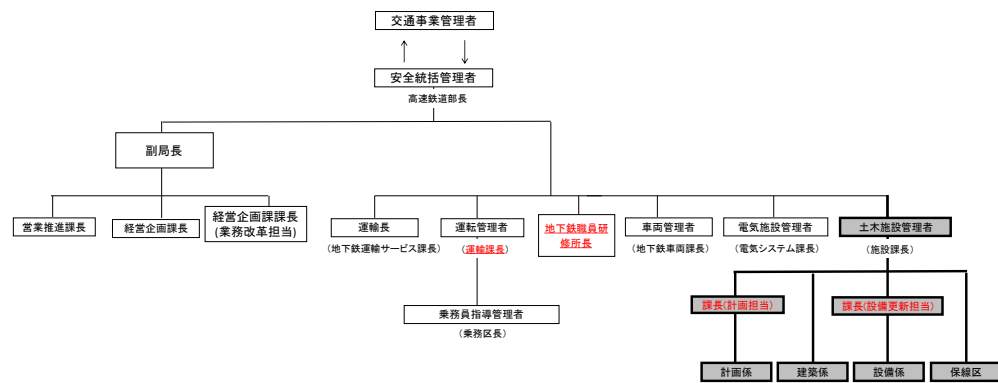 交通事業管理者
安全統括管理者
高速鉄道部長
副局長
営業推進課長
経営企画課長
経営企画課課長
(業務改革担当)
運輸長
(地下鉄運輸サービス課長)
運転管理者
(運輸課長)
地下鉄職員研
修所長
車両管理者
(地下鉄車両課長)
電気施設管理者
(電気システム課長)
土木施設管理者
(施設課長)
乗務員指導管理者
(乗務区長)
課長(計画担当)
課長(設備更新担当)
計画係
建築係
設備係
保線区